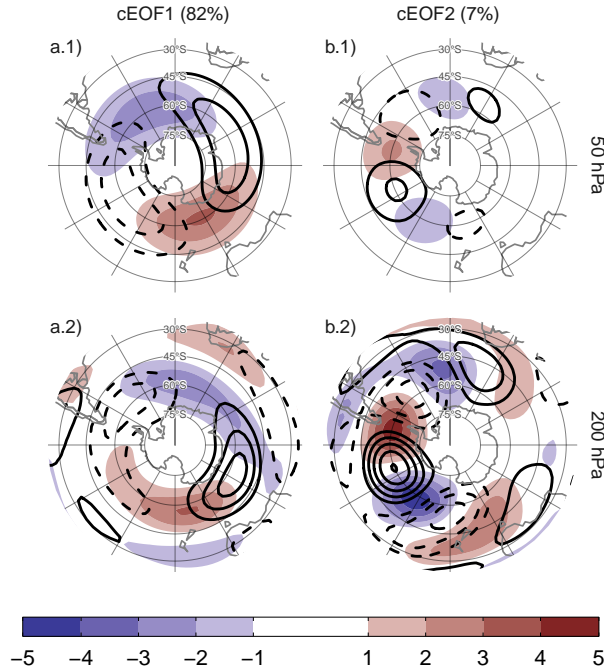 cEOF1 (82%) cEOF2 (7%)
a.1) b.1)
30°S 30°S
45°S 45°S
60°S 60°S
75°S 75°S
50 hPa
a.2) b.2)
30°S 30°S
45°S 45°S
60°S 60°S
75°S 75°S
200 hPa
−5 −4 −3 −2 −1 1 2 3 4 5